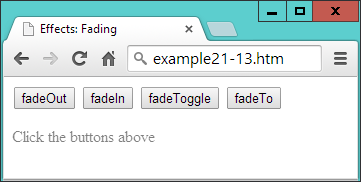 Effects: Fading
example21-13.htm
fadeOut fadeIn fadeToggle fadeTo
Click the buttons above